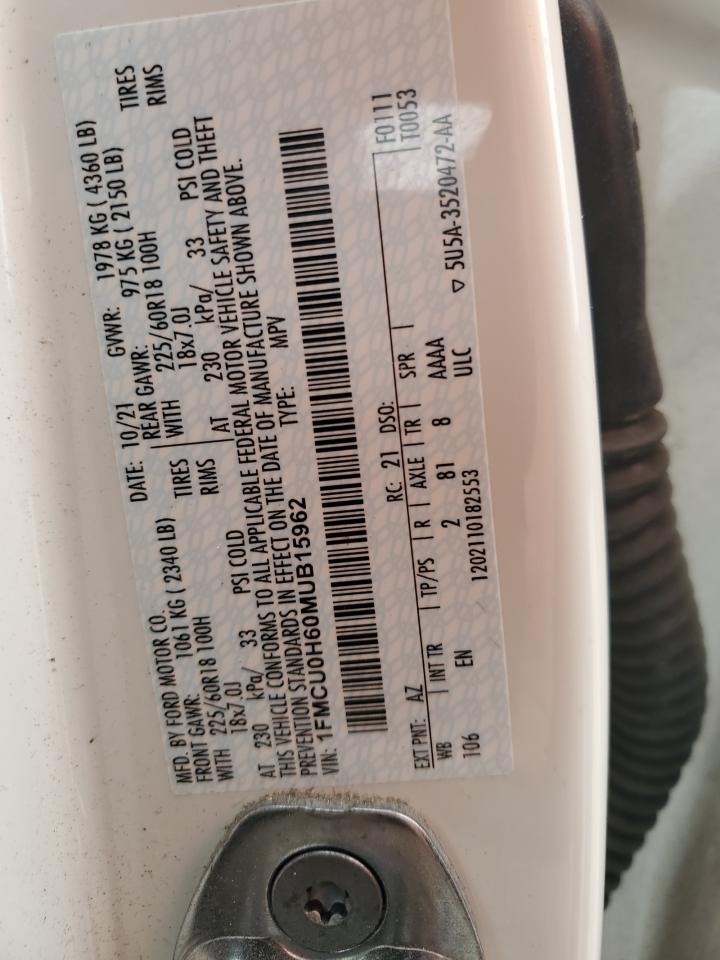 MFD. BY FORD MOTOR CO.
DATE: 10/21 GVWR: 1978 KG ( 4360 LB)
FRONT GAWR: 1061 KG ( 2340 LB) REAR GAWR: 975 KG ( 2150 LB)
WITH 225/60R18 100H TIRES WITH 225/60R18 100H TIRES
18x7.0J RIMS 18x7.0J RIMS
AT 230 kPa/ 33 PSI COLD AT 230 kPa/ 33 PSI COLD
THIS VEHICLE CONFORMS TO ALL APPLICABLE FEDERAL MOTOR VEHICLE SAFETY AND THEFT
PREVENTION STANDARDS IN EFFECT ON THE DATE OF MANUFACTURE SHOWN ABOVE.
VIN: 1FMCU0H60MUB15962 TYPE: MPV
EXT PNT: AZ RC: 21 DSO: F0111
WB INT TR TP/PS R AXLE TR SPR T0053
106 EN 2 81 8 AAAA
ULC
1202110182553 ▽ 5U5A-3520472-AA